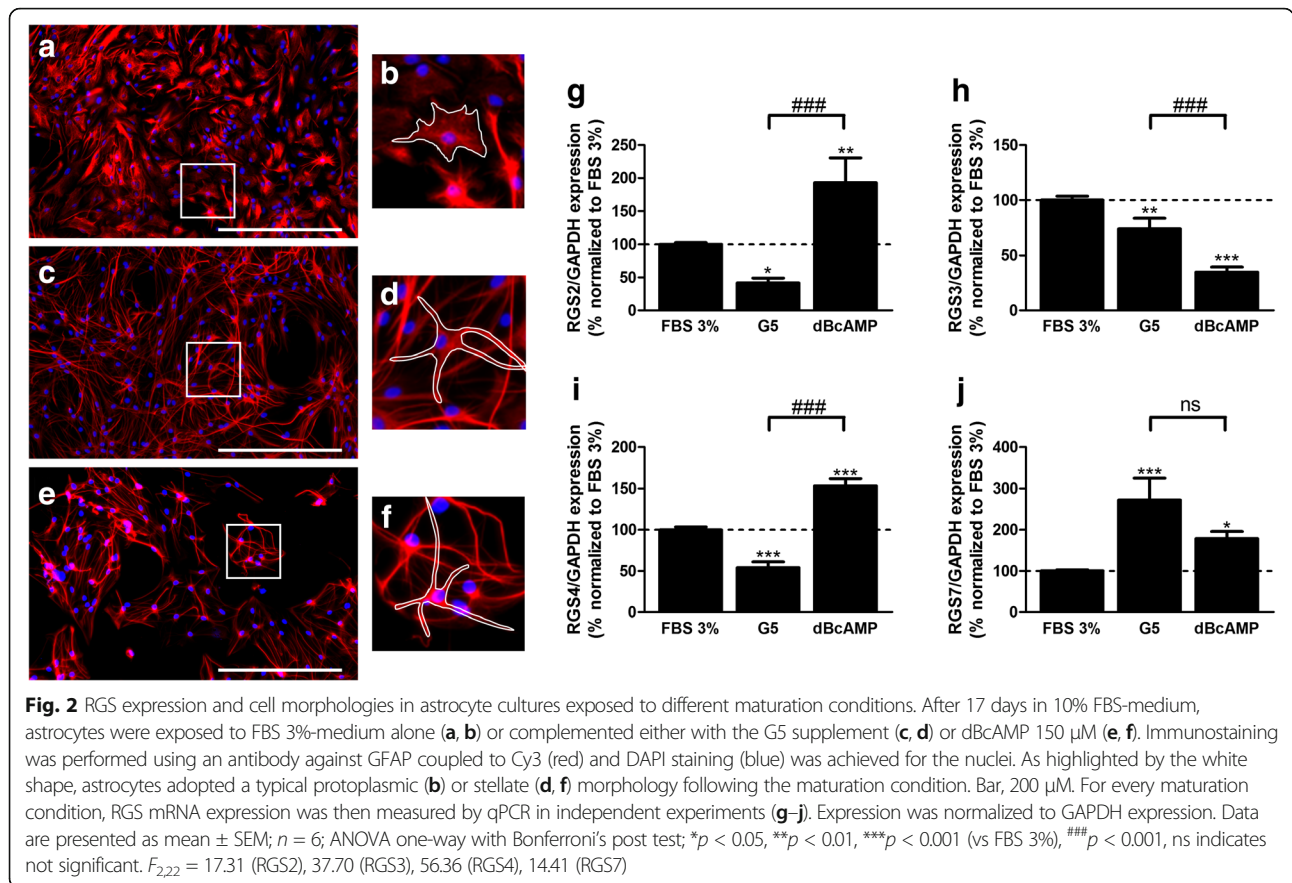 a
b
c
d
e
f
g
###
RGS2/GAPDH expression
(% normalized to FBS 3%)
250
200
150
100
50
0
**
*
FBS 3% G5 dBcAMP
h
###
RGS3/GAPDH expression
(% normalized to FBS 3%)
150
100
50
0
**
***
FBS 3% G5 dBcAMP
i
###
RGS4/GAPDH expression
(% normalized to FBS 3%)
200
150
100
50
0
***
***
FBS 3% G5 dBcAMP
j
ns
RGS7/GAPDH expression
(% normalized to FBS 3%)
400
300
200
100
0
***
*
FBS 3% G5 dBcAMP
Fig. 2 RGS expression and cell morphologies in astrocyte cultures exposed to different maturation conditions. After 17 days in 10% FBS-medium,
astrocytes were exposed to FBS 3%-medium alone (a, b) or complemented either with the G5 supplement (c, d) or dBcAMP 150 μM (e, f). Immunostaining
was performed using an antibody against GFAP coupled to Cy3 (red) and DAPI staining (blue) was achieved for the nuclei. As highlighted by the white
shape, astrocytes adopted a typical protoplasmic (b) or stellate (d, f) morphology following the maturation condition. Bar, 200 μM. For every maturation
condition, RGS mRNA expression was then measured by qPCR in independent experiments (g–j). Expression was normalized to GAPDH expression. Data
are presented as mean ± SEM; n = 6; ANOVA one-way with Bonferroni's post test; *p < 0.05, **p < 0.01, ***p < 0.001 (vs FBS 3%), ###p < 0.001, ns indicates
not significant. F2,22 = 17.31 (RGS2), 37.70 (RGS3), 56.36 (RGS4), 14.41 (RGS7)